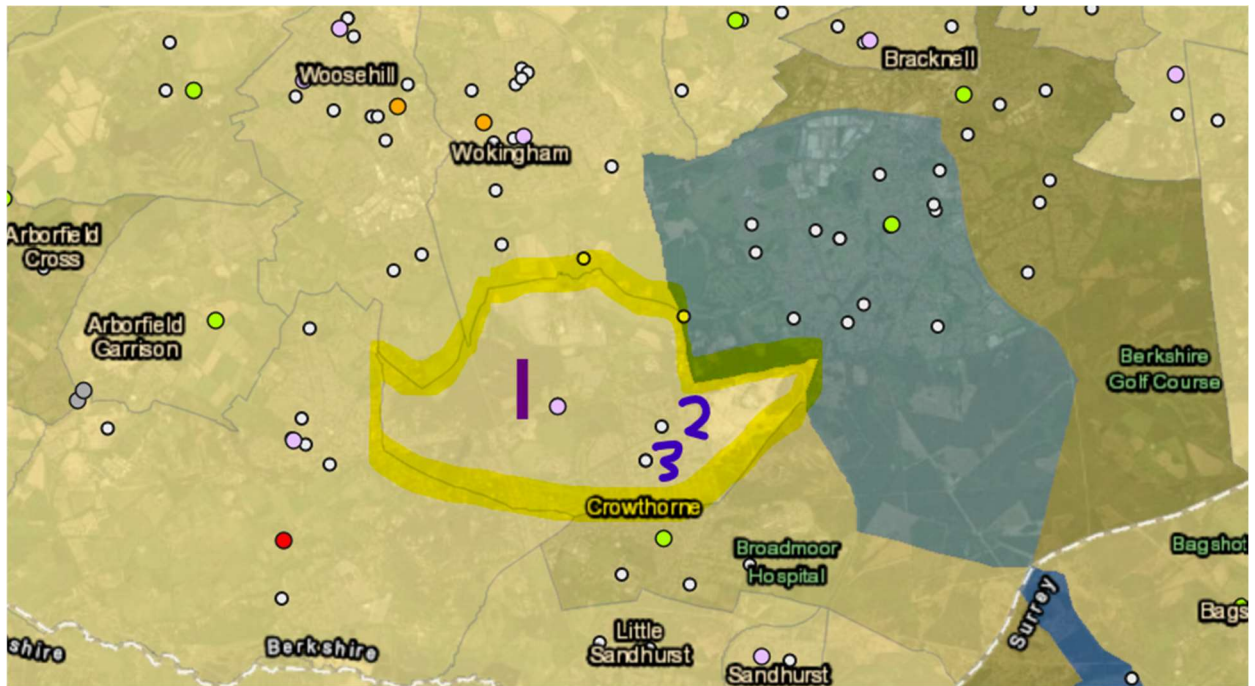 Woosehill
Bracknell
Wokingham
Arborfield
Cross
Arborfield
Garrison
Berkshire
Golf Course
1
2
3
Crowthorne
Broadmoor
Hospital
Bagshot
Surrey
Bags
shire
Berkshire
Little
Sandhurst
Sandhurst